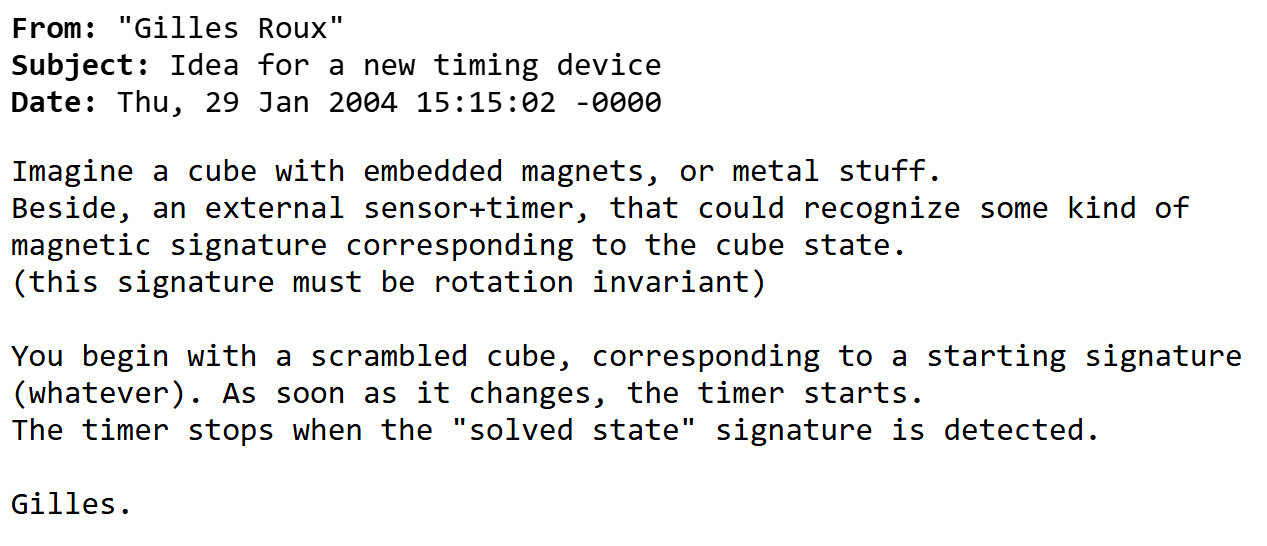 From: "Gilles Roux"
Subject: Idea for a new timing device
Date: Thu, 29 Jan 2004 15:15:02 -0000
Imagine a cube with embedded magnets, or metal stuff.
Beside, an external sensor+timer, that could recognize some kind of
magnetic signature corresponding to the cube state.
(this signature must be rotation invariant)
You begin with a scrambled cube, corresponding to a starting signature
(whatever). As soon as it changes, the timer starts.
The timer stops when the "solved state" signature is detected.
Gilles.